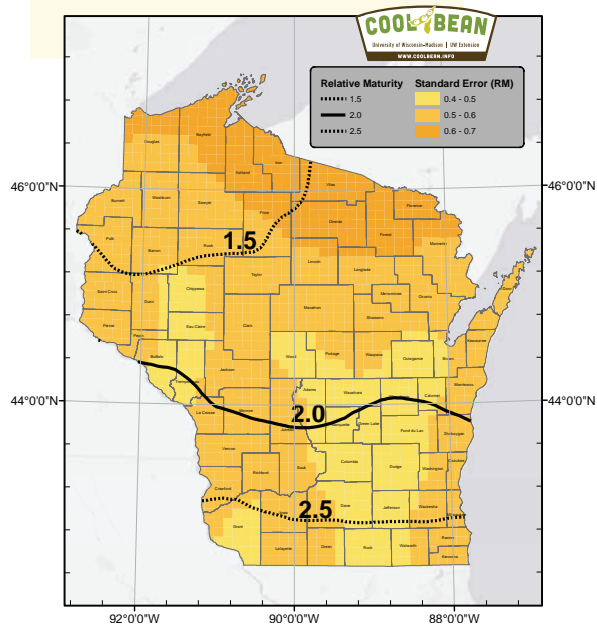 COOL BEAN
University of Wisconsin-Madison | UW Extension
WWW.COOLBEAN.INFO
Relative Maturity
1.5
2.0
2.5
Standard Error (RM)
0.4 - 0.5
0.5 - 0.6
0.6 - 0.7
46°0'0"N
46°0'0"N
44°0'0"N
44°0'0"N
92°0'0"W
90°0'0"W
88°0'0"W
1.5
2.0
2.5
Douglas
Bayfield
Ashland
Iron
Vilas
Florence
Burnett
Washburn
Sawyer
Price
Oneida
Forest
Marinette
Polk
Barron
Rusk
Lincoln
Langlade
Taylor
Saint Croix
Dunn
Chippewa
Menominee
Oconto
Door
Marathon
Shawano
Pierce
Pepin
Eau Claire
Clark
Kewaunee
Buffalo
Trempealeau
Jackson
Wood
Portage
Waupaca
Outagamie
Brown
Manitowoc
La Crosse
Monroe
Adams
Juneau
Waushara
Marquette
Green Lake
Calumet
Fond du Lac
Sheboygan
Vernon
Richland
Sauk
Columbia
Dodge
Washington
Crawford
Dane
Jefferson
Waukesha
Grant
Lafayette
Green
Rock
Walworth
Racine
Kenosha